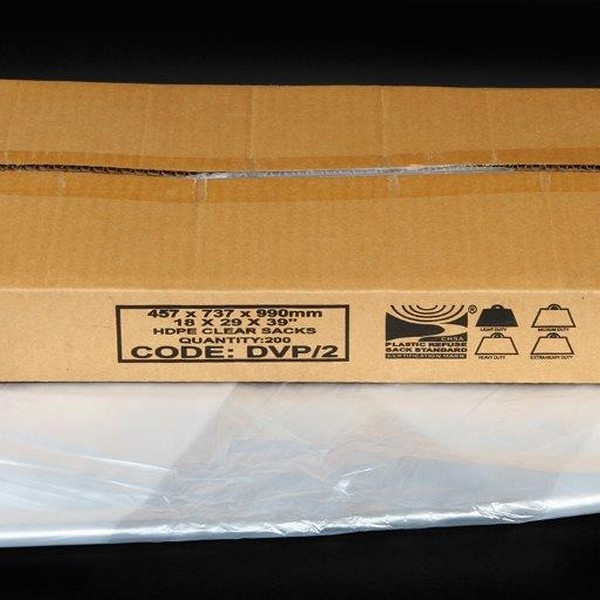 457 x 737 x 990mm
18 X 29 X 39"
HDPE CLEAR SACKS
QUANTITY:200
CODE: DVP/2
®
CHSA
PLASTIC REFUSE
SACK STANDARD
CERTIFICATION MARK
LIGHT DUTY
MEDIUM DUTY
HEAVY DUTY
EXTRA HEAVY DUTY